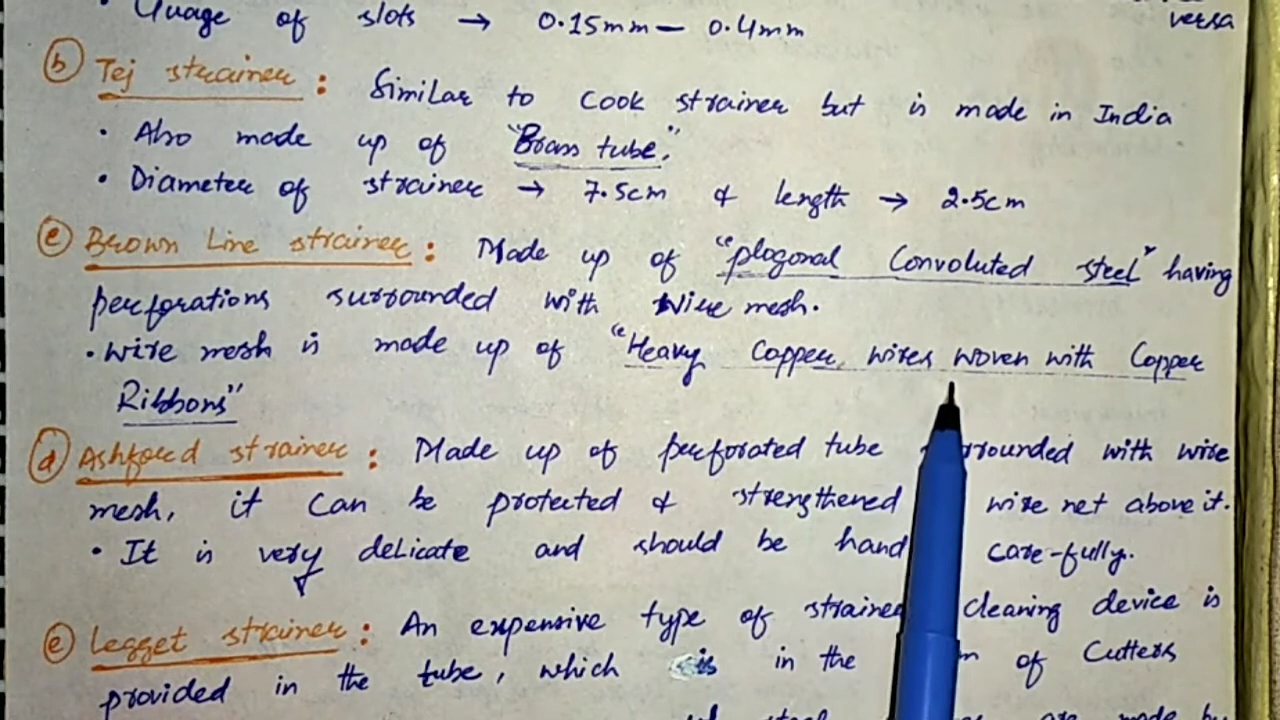 • Guage of slots → 0.15mm – 0.4mm versa
(b) Tej strainer : Similar to cook strainer but is made in India
• Also made up of "Brass tube."
• Diameter of strainer → 7.5cm & length → 2.5cm
(c) Brown Line strainer : Made up of "plogonal Convoluted steel" having
perforations surrounded with wire mesh.
• wire mesh is made up of "Heavy Copper wires woven with Copper
Ribbons"
(d) Ashford strainer : Made up of perforated tube surrounded with wire
mesh, it can be protected & strengthened wire net above it.
• It is very delicate and should be hand care-fully.
(e) Legget strainer : An expensive type of strainer cleaning device is
provided in the tube, which is in the of Cutters
made by